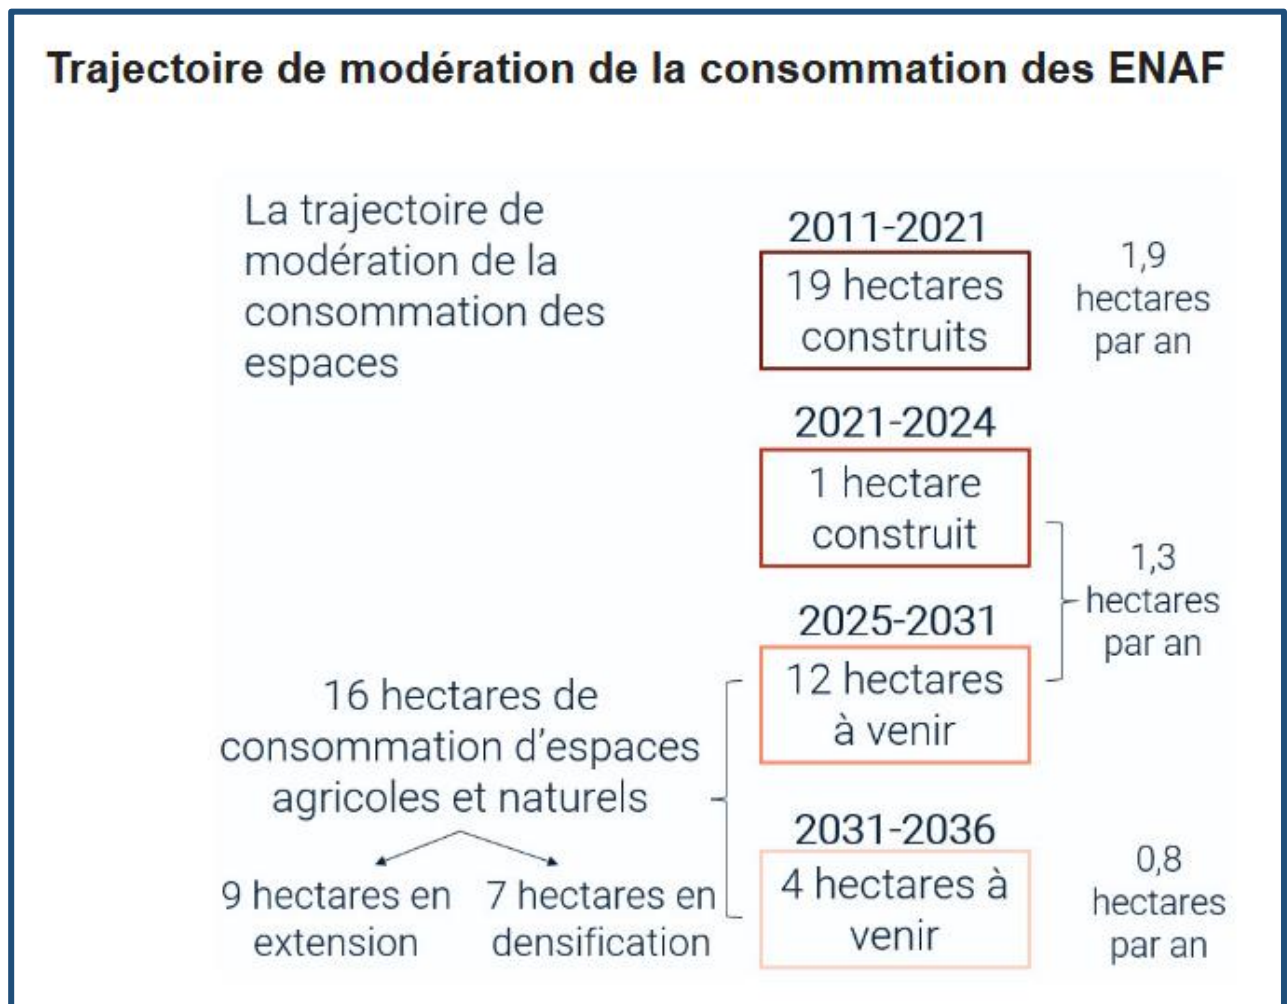 Trajectoire de modération de la consommation des ENAF
La trajectoire de
modération de la
consommation des
espaces
2011-2021
19 hectares
construits
1,9
hectares
par an
2021-2024
1 hectare
construit
1,3
hectares
par an
2025-2031
12 hectares
à venir
16 hectares de
consommation d'espaces
agricoles et naturels
9 hectares en
extension
7 hectares en
densification
2031-2036
4 hectares à
venir
0,8
hectares
par an